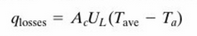 q_losses = A_c U_L (T_ave − T_a)